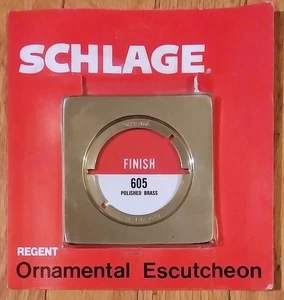 SCHLAGE
FINISH
605
POLISHED BRASS
REGENT
Ornamental Escutcheon